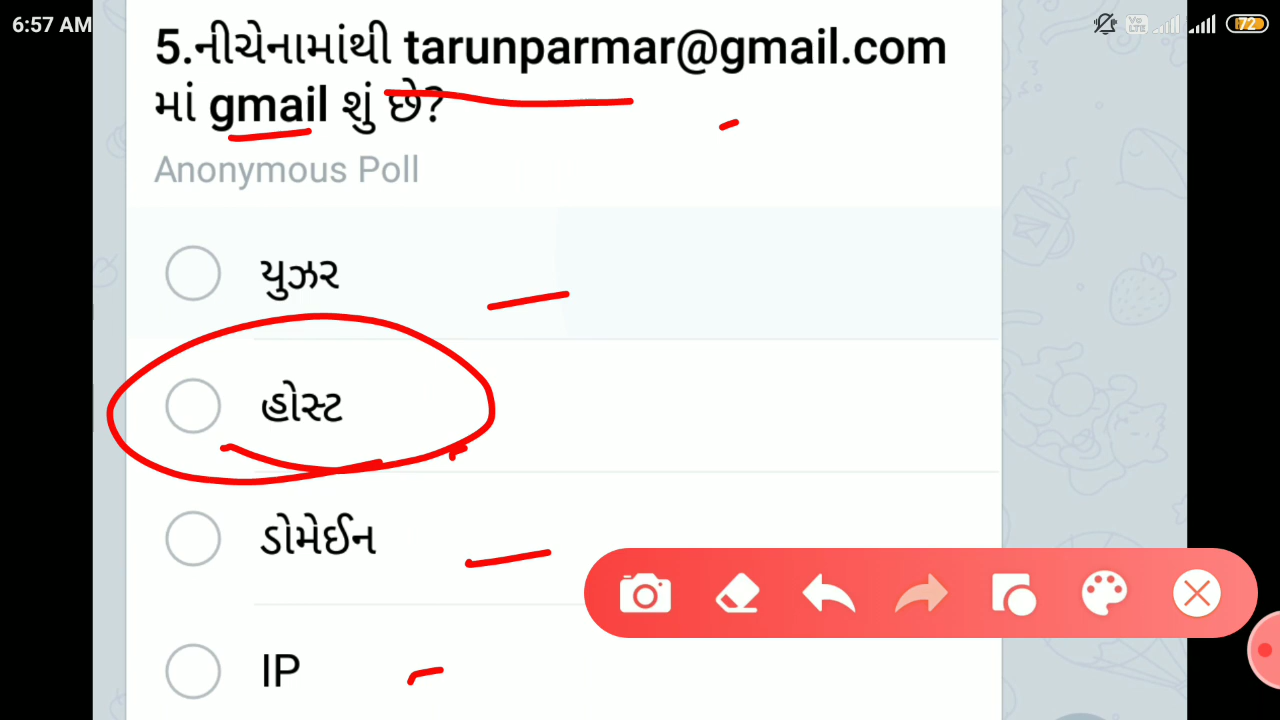 6:57 AM
72
5.નીચેનામાંથી tarunparmar@gmail.com
માં gmail શું છે?
Anonymous Poll
યુઝર
હોસ્ટ
ડોમેઈન
IP